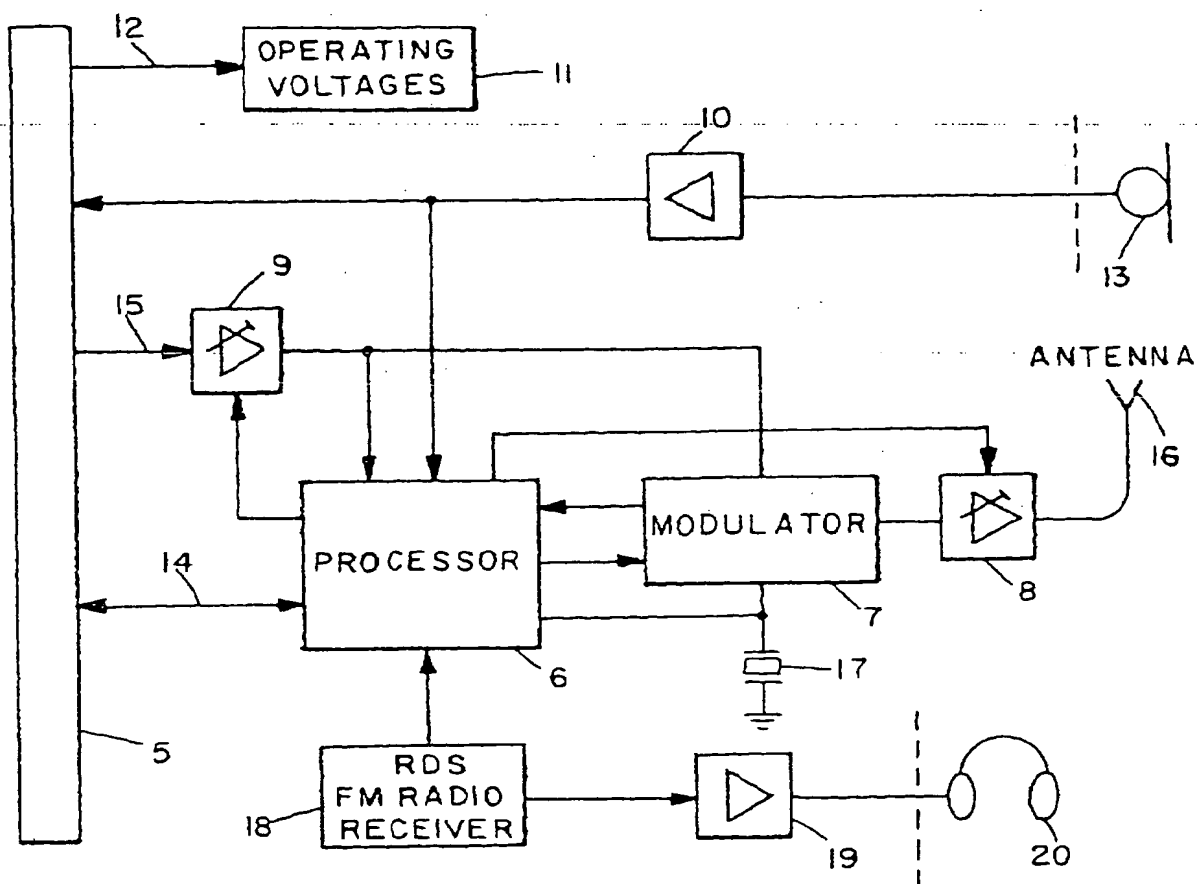 12
OPERATING
VOLTAGES
11
10
13
9
15
ANTENNA
16
PROCESSOR
MODULATOR
14
8
7
6
17
5
RDS
FM RADIO
RECEIVER
18
19
20